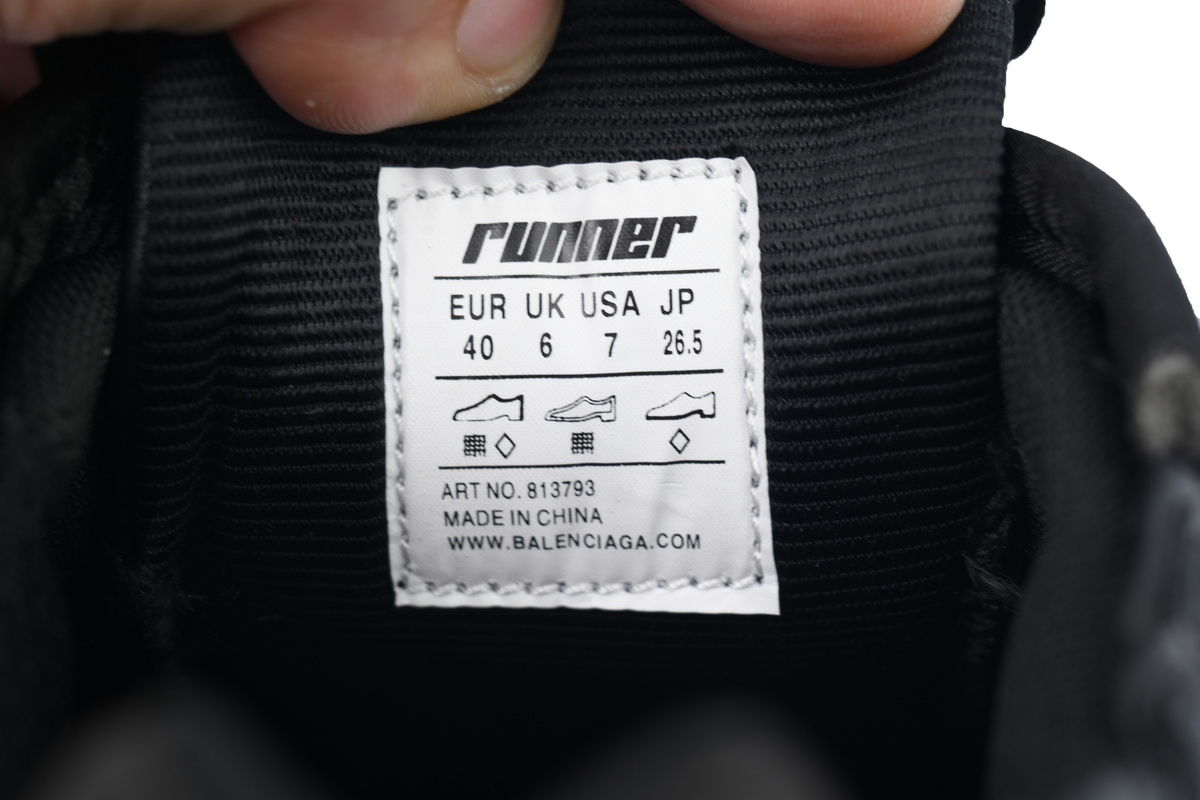 runner
EUR UK USA JP
40 6 7 26.5
ART NO. 813793
MADE IN CHINA
WWW.BALENCIAGA.COM